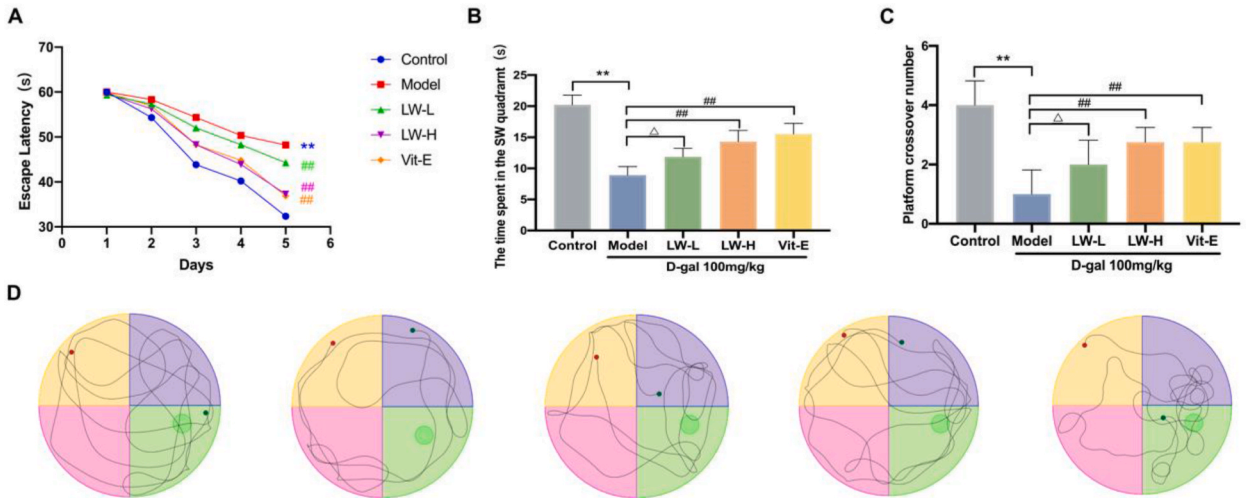 A
Escape Latency (s)
70
60
50
40
30
0 1 2 3 4 5 6
Days
**
##
##
##
Control
Model
LW-L
LW-H
Vit-E
B
The time spent in the SW quadrarnt (s)
25
20
15
10
5
0
**
##
##
△
Control Model LW-L LW-H Vit-E
D-gal 100mg/kg
C
Platform crossover number
6
4
2
0
**
##
##
△
Control Model LW-L LW-H Vit-E
D-gal 100mg/kg
D